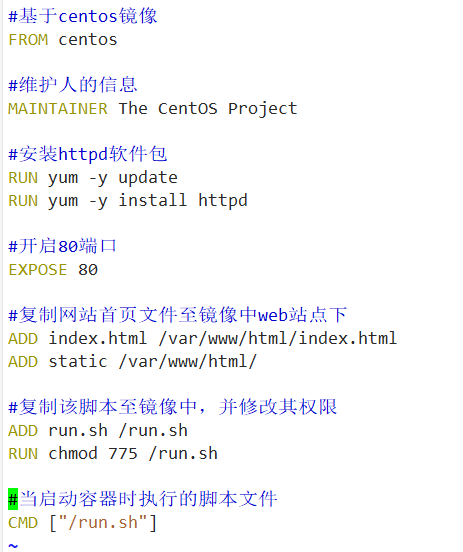 #基于centos镜像
FROM centos
#维护人的信息
MAINTAINER The CentOS Project
#安装httpd软件包
RUN yum -y update
RUN yum -y install httpd
#开启80端口
EXPOSE 80
#复制网站首页文件至镜像中web站点下
ADD index.html /var/www/html/index.html
ADD static /var/www/html/
#复制该脚本至镜像中，并修改其权限
ADD run.sh /run.sh
RUN chmod 775 /run.sh
#当启动容器时执行的脚本文件
CMD ["/run.sh"]
~